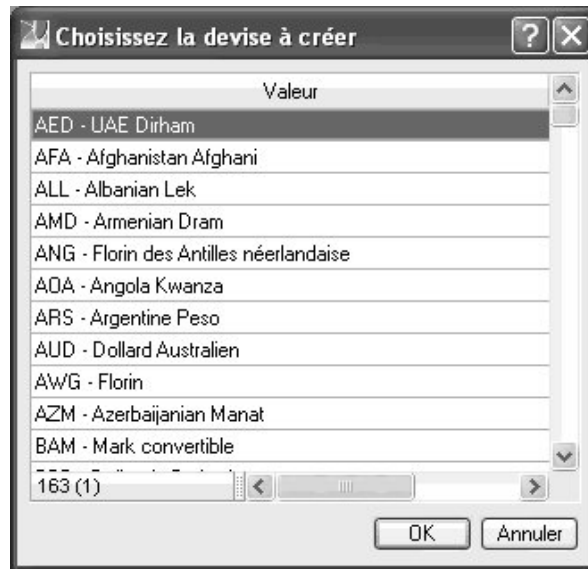 Choisissez la devise à créer
Valeur
AED - UAE Dirham
AFA - Afghanistan Afghani
ALL - Albanian Lek
AMD - Armenian Dram
ANG - Florin des Antilles néerlandaise
AOA - Angola Kwanza
ARS - Argentine Peso
AUD - Dollard Australien
AWG - Florin
AZM - Azerbaijanian Manat
BAM - Mark convertible
163 (1)
OK Annuler